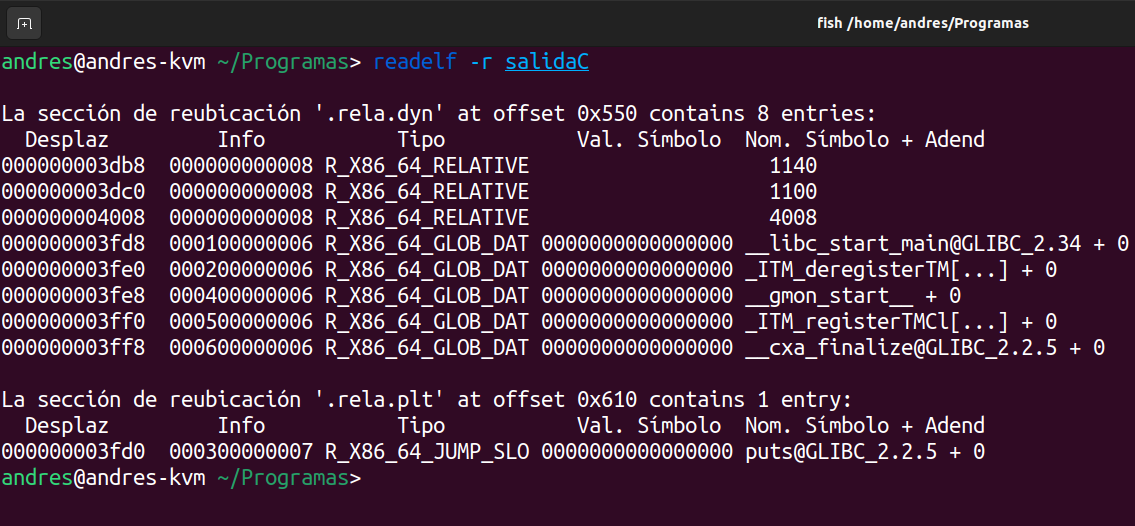 fish /home/andres/Programas
andres@andres-kvm ~/Programas> readelf -r salidaC
La sección de reubicación '.rela.dyn' at offset 0x550 contains 8 entries:
  Desplaz          Info           Tipo           Val. Símbolo  Nom. Símbolo + Adend
000000003db8  000000000008 R_X86_64_RELATIVE                    1140
000000003dc0  000000000008 R_X86_64_RELATIVE                    1100
000000004008  000000000008 R_X86_64_RELATIVE                    4008
000000003fd8  000100000006 R_X86_64_GLOB_DAT 0000000000000000 __libc_start_main@GLIBC_2.34 + 0
000000003fe0  000200000006 R_X86_64_GLOB_DAT 0000000000000000 _ITM_deregisterTM[...] + 0
000000003fe8  000400000006 R_X86_64_GLOB_DAT 0000000000000000 __gmon_start__ + 0
000000003ff0  000500000006 R_X86_64_GLOB_DAT 0000000000000000 _ITM_registerTMCl[...] + 0
000000003ff8  000600000006 R_X86_64_GLOB_DAT 0000000000000000 __cxa_finalize@GLIBC_2.2.5 + 0
La sección de reubicación '.rela.plt' at offset 0x610 contains 1 entry:
  Desplaz          Info           Tipo           Val. Símbolo  Nom. Símbolo + Adend
000000003fd0  000300000007 R_X86_64_JUMP_SLO 0000000000000000 puts@GLIBC_2.2.5 + 0
andres@andres-kvm ~/Programas>